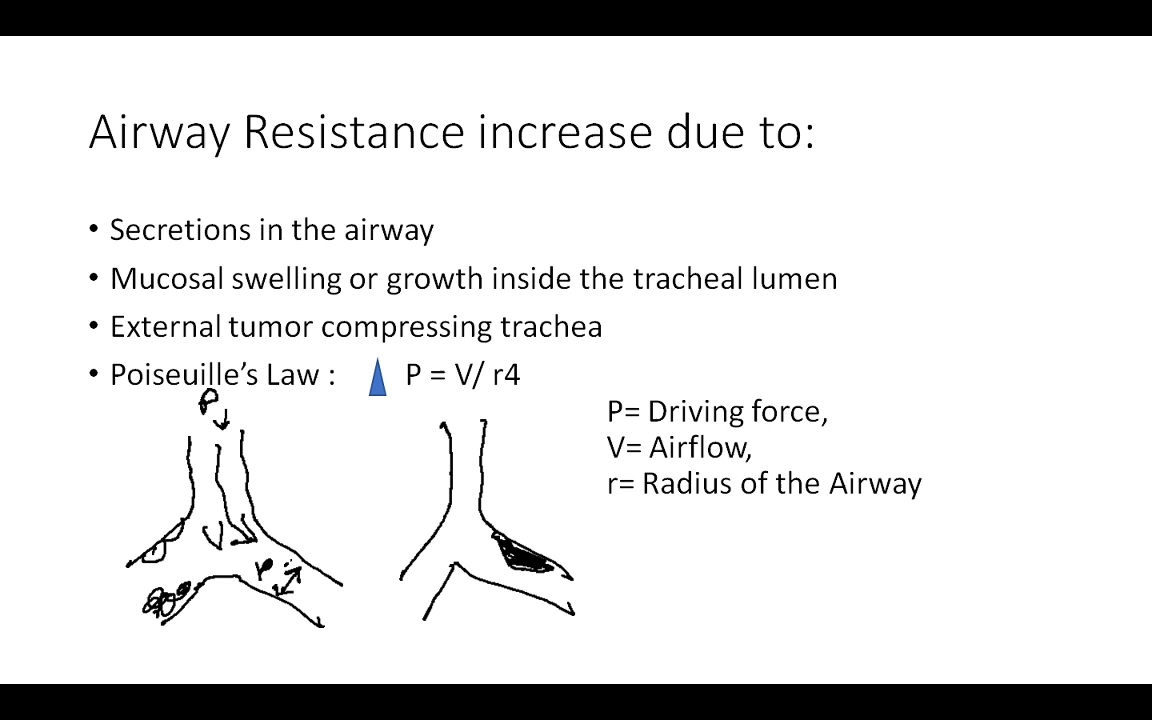 Airway Resistance increase due to:
• Secretions in the airway
• Mucosal swelling or growth inside the tracheal lumen
• External tumor compressing trachea
• Poiseuille’s Law : P = V/ r4
P= Driving force,
V= Airflow,
r= Radius of the Airway
P
V
r